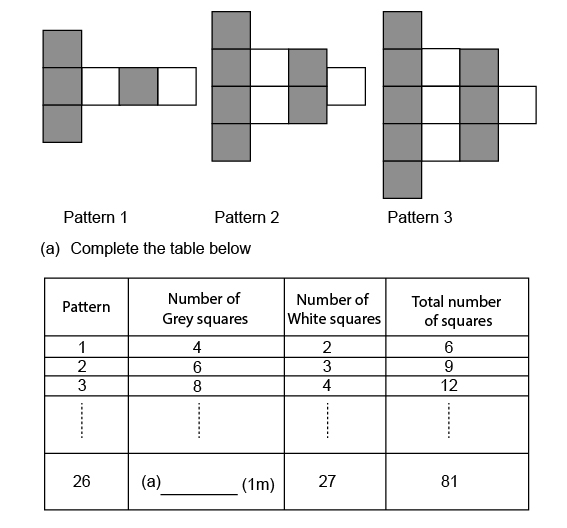 Pattern 1 Pattern 2 Pattern 3
(a) Complete the table below
Pattern
Number of
Grey squares
Number of
White squares
Total number
of squares
1 4 2 6
2 6 3 9
3 8 4 12
26 (a)________ (1m) 27 81